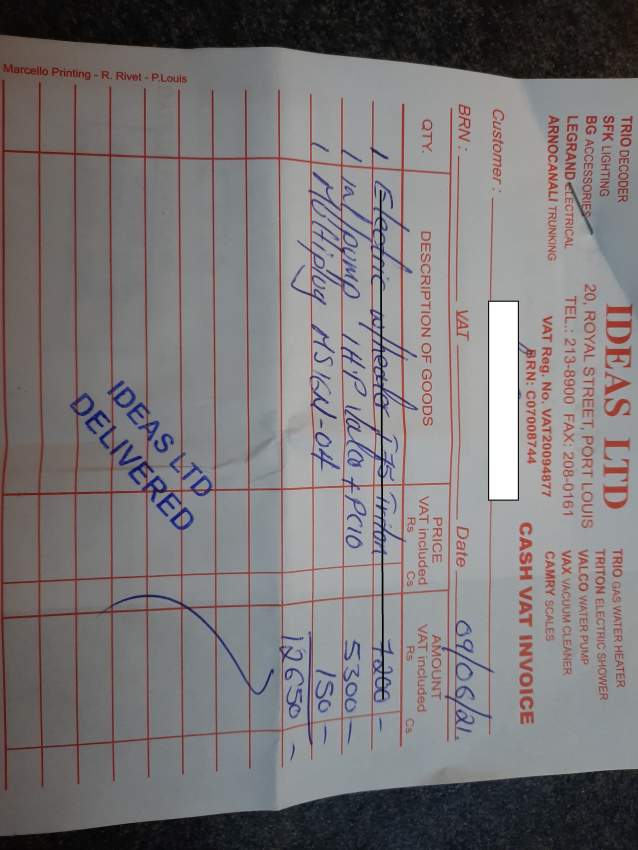 TRIO DECODER
SFK LIGHTING
BG ACCESSORIES
LEGRAND ELECTRICAL
ARNOCANALI TRUNKING
IDEAS LTD
20, ROYAL STREET, PORT LOUIS
TEL.: 213-8900 FAX: 208-0161
VAT Reg. No. VAT20094877
BRN: C07008744
TRIO GAS WATER HEATER
TRITON ELECTRIC SHOWER
VALCO WATER PUMP
VAX VACUUM CLEANER
CAMRY SCALES
CASH VAT INVOICE
Customer :
BRN : VAT Date 09/06/21.
QTY. DESCRIPTION OF GOODS PRICE VAT included Rs Cs AMOUNT VAT included Rs Cs
1 Electric w/heater T75 Triton 7200 -
1 w/pump 1HP Valco + PC10 5300 -
1 Multiplug MSIGN-04 150 -
12650 -
IDEAS LTD
DELIVERED
Marcello Printing - R. Rivet - P.Louis